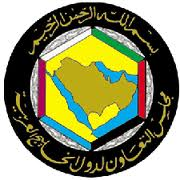 بسم الله الرحمن الرحيم
مجلس التعاون لدول الخليج العربية